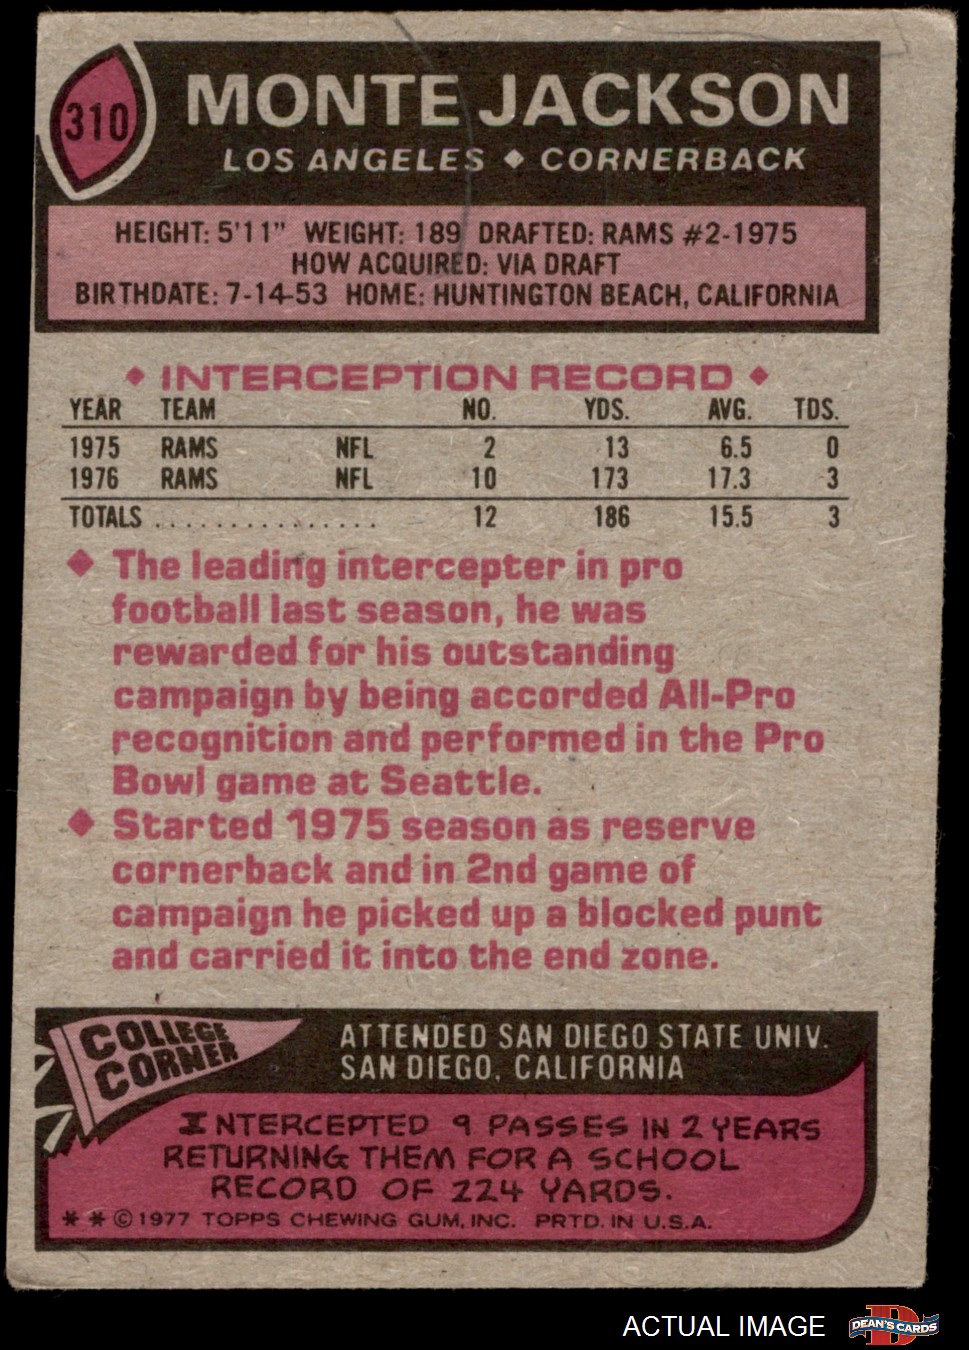 310
MONTE JACKSON
LOS ANGELES ◆ CORNERBACK
HEIGHT: 5'11" WEIGHT: 189 DRAFTED: RAMS #2-1975
HOW ACQUIRED: VIA DRAFT
BIRTHDATE: 7-14-53 HOME: HUNTINGTON BEACH, CALIFORNIA
◆ INTERCEPTION RECORD ◆
YEAR TEAM NO. YDS. AVG. TDS.
1975 RAMS NFL 2 13 6.5 0
1976 RAMS NFL 10 173 17.3 3
TOTALS . . . . . . . . . . . . . . . 12 186 15.5 3
◆ The leading intercepter in pro
football last season, he was
rewarded for his outstanding
campaign by being accorded All-Pro
recognition and performed in the Pro
Bowl game at Seattle.
◆ Started 1975 season as reserve
cornerback and in 2nd game of
campaign he picked up a blocked punt
and carried it into the end zone.
COLLEGE
CORNER
ATTENDED SAN DIEGO STATE UNIV.
SAN DIEGO, CALIFORNIA
INTERCEPTED 9 PASSES IN 2 YEARS
RETURNING THEM FOR A SCHOOL
RECORD OF 224 YARDS.
* * © 1977 TOPPS CHEWING GUM, INC. PRTD. IN U.S.A.
ACTUAL IMAGE
D
DEAN'S CARDS